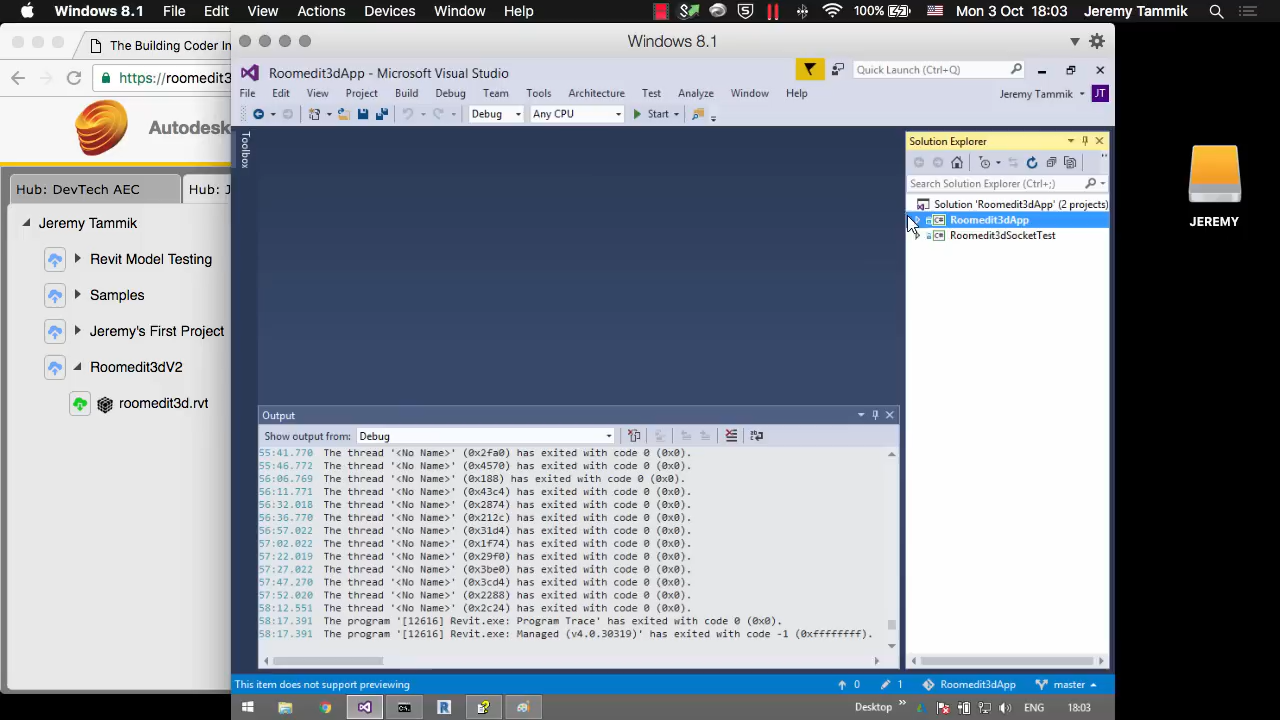 Windows 8.1 File Edit View Actions Devices Window Help 100% Mon 3 Oct 18:03 Jeremy Tammik
The Building Coder In
https://roomedit3
Autodesk
Hub: DevTech AEC Hub: J
Jeremy Tammik
Revit Model Testing
Samples
Jeremy's First Project
Roomedit3dV2
roomedit3d.rvt
Windows 8.1
Roomedit3dApp - Microsoft Visual Studio
Quick Launch (Ctrl+Q)
File Edit View Project Build Debug Team Tools Architecture Test Analyze Window Help
Jeremy Tammik JT
Debug Any CPU Start
Toolbox
Solution Explorer
Search Solution Explorer (Ctrl+;)
Solution 'Roomedit3dApp' (2 projects)
Roomedit3dApp
Roomedit3dSocketTest
Output
Show output from: Debug
55:41.770 The thread '<No Name>' (0x2fa0) has exited with code 0 (0x0).
55:46.772 The thread '<No Name>' (0x4570) has exited with code 0 (0x0).
56:06.769 The thread '<No Name>' (0x188) has exited with code 0 (0x0).
56:11.771 The thread '<No Name>' (0x43c4) has exited with code 0 (0x0).
56:32.018 The thread '<No Name>' (0x2874) has exited with code 0 (0x0).
56:36.770 The thread '<No Name>' (0x212c) has exited with code 0 (0x0).
56:57.022 The thread '<No Name>' (0x31d4) has exited with code 0 (0x0).
57:02.022 The thread '<No Name>' (0x1f74) has exited with code 0 (0x0).
57:22.019 The thread '<No Name>' (0x29f0) has exited with code 0 (0x0).
57:27.022 The thread '<No Name>' (0x3be0) has exited with code 0 (0x0).
57:47.270 The thread '<No Name>' (0x3cd4) has exited with code 0 (0x0).
57:52.020 The thread '<No Name>' (0x2288) has exited with code 0 (0x0).
58:12.551 The thread '<No Name>' (0x2c24) has exited with code 0 (0x0).
58:17.391 The program '[12616] Revit.exe: Program Trace' has exited with code 0 (0x0).
58:17.391 The program '[12616] Revit.exe: Managed (v4.0.30319)' has exited with code -1 (0xffffffff).
This item does not support previewing 0 1 Roomedit3dApp master
Desktop ENG 18:03
JEREMY